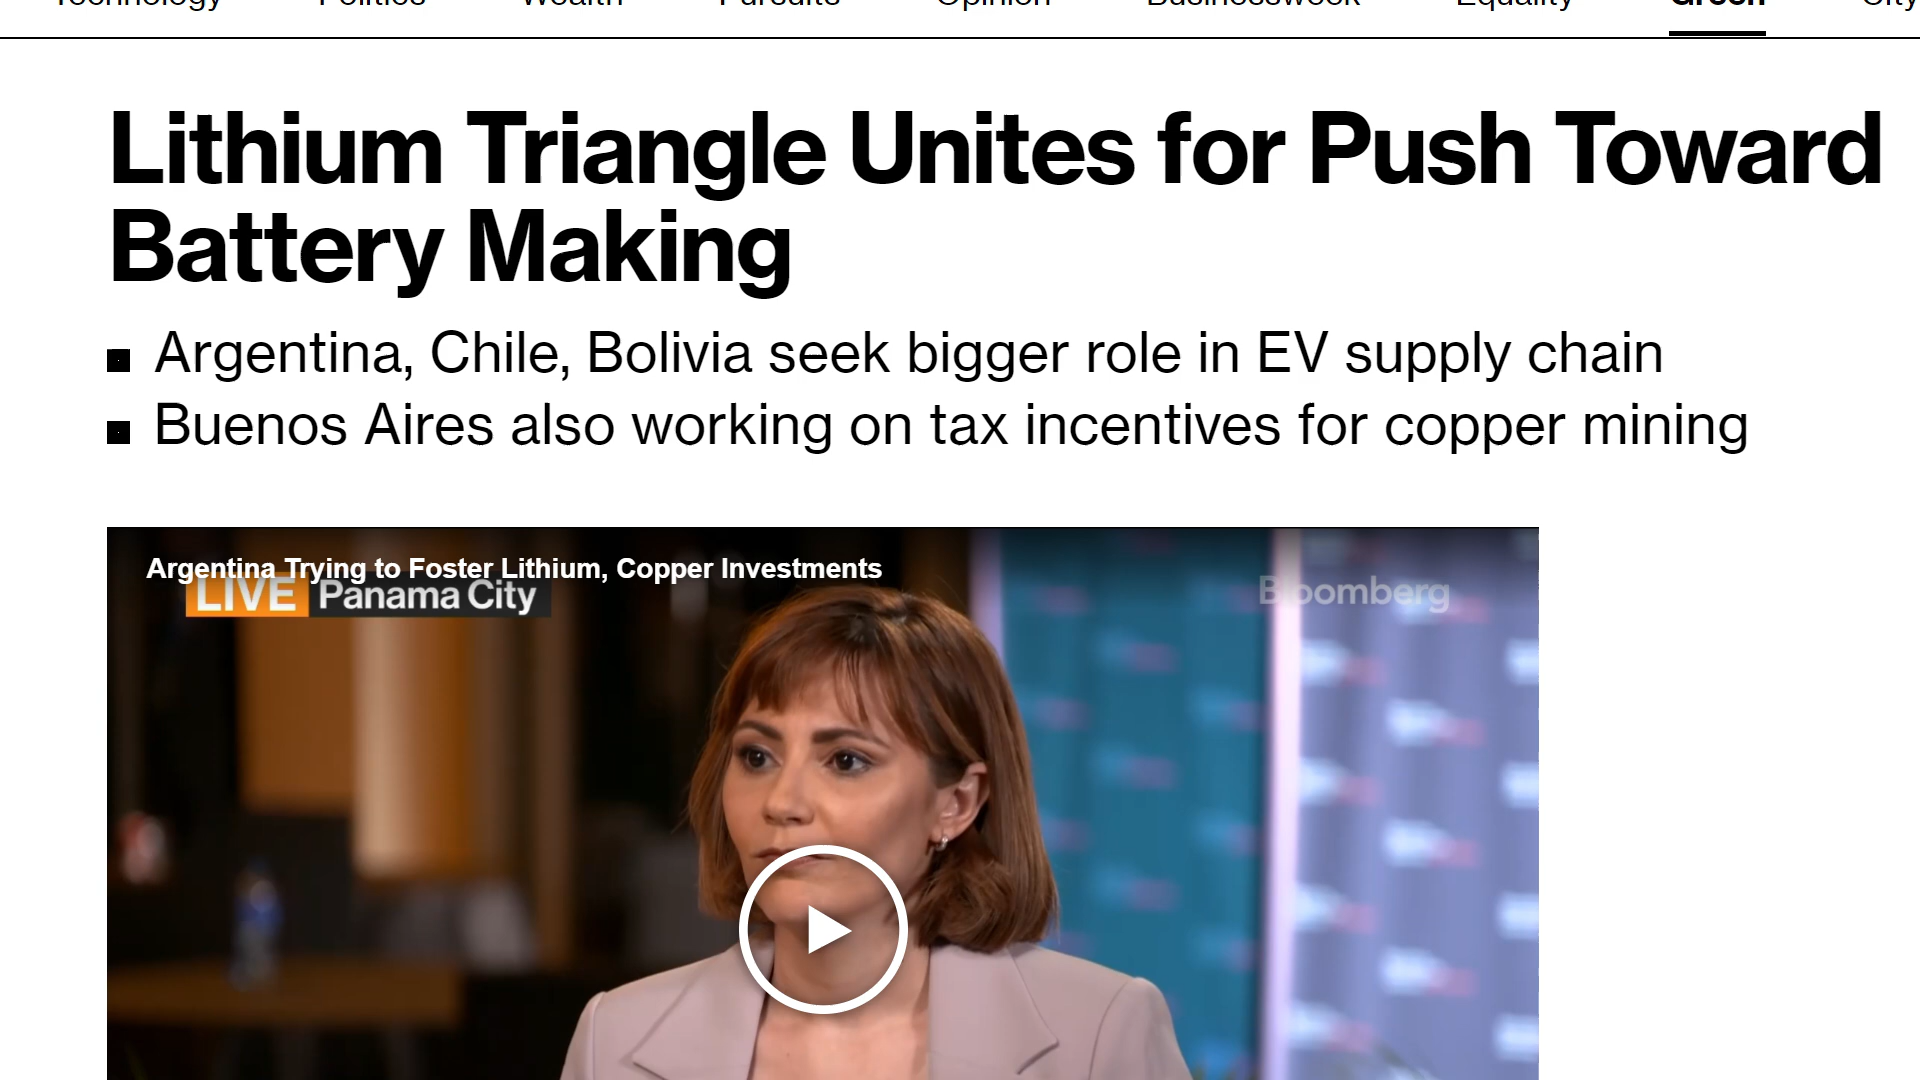 Technology Politics Wealth Pursuits Opinion Businessweek Equality Green City
Lithium Triangle Unites for Push Toward
Battery Making
Argentina, Chile, Bolivia seek bigger role in EV supply chain
Buenos Aires also working on tax incentives for copper mining
Argentina Trying to Foster Lithium, Copper Investments
LIVE Panama City
Bloomberg